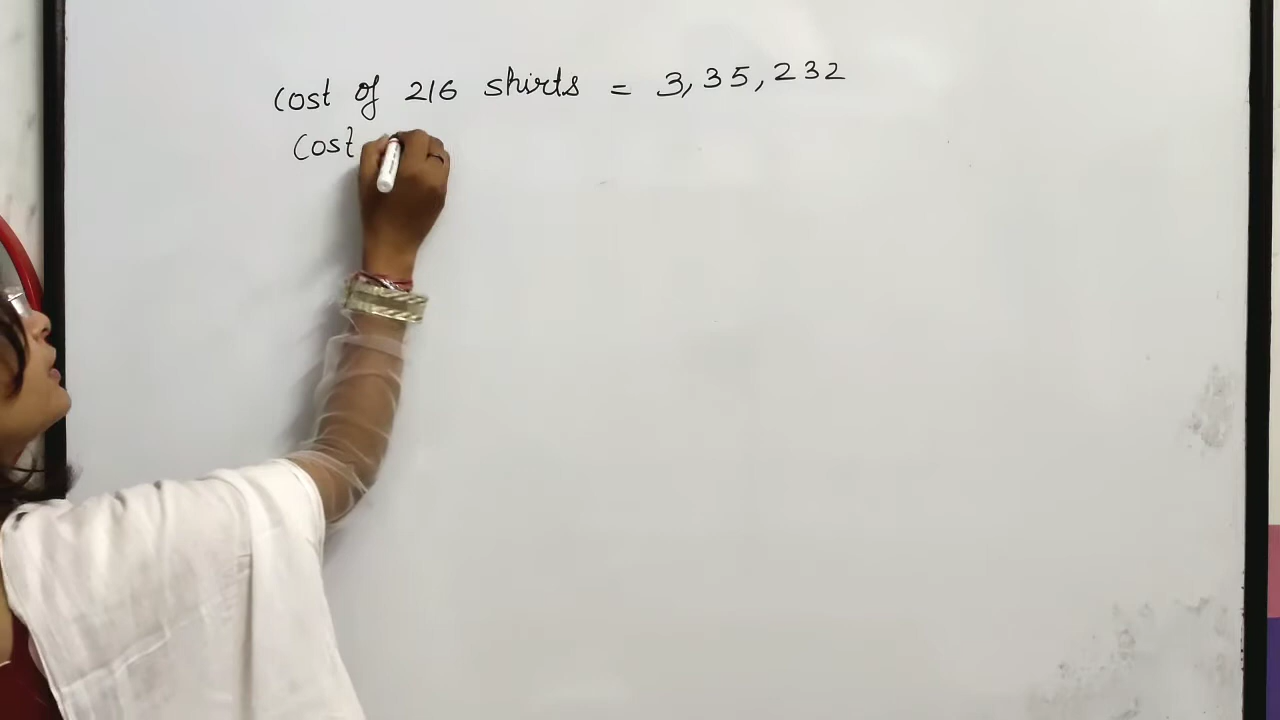 cost of 216 shirts = 3,35,232
cost